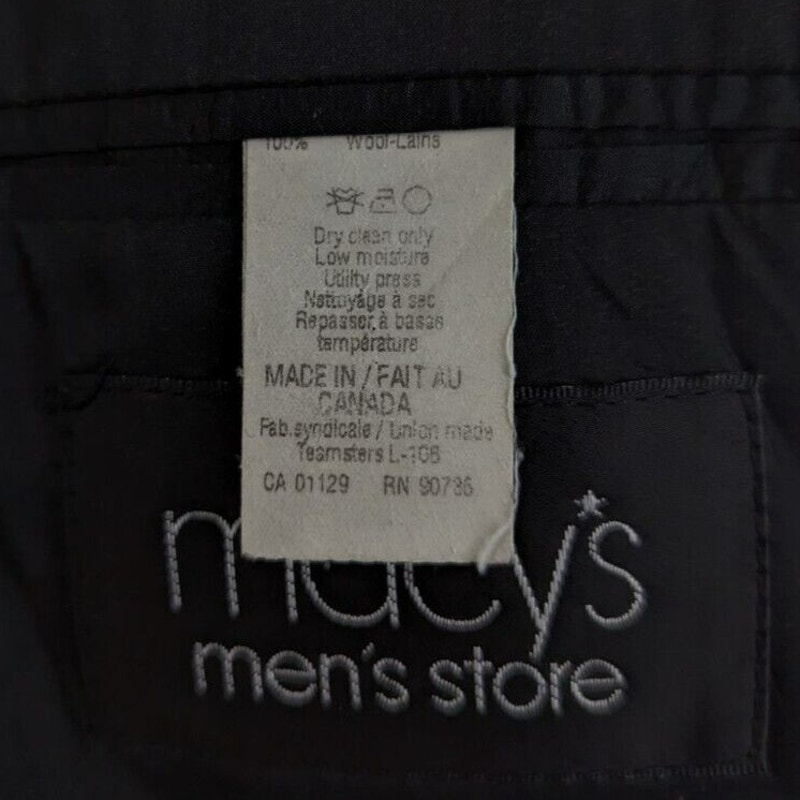 100% Wool-Lains
Dry clean only
Low moisture
Utility press
Nettoyage à sec
Repasser à basse
température
MADE IN / FAIT AU
CANADA
Fab.syndicale / Union made
Teamsters L-106
CA 01129 RN 90736
macy's
men's store